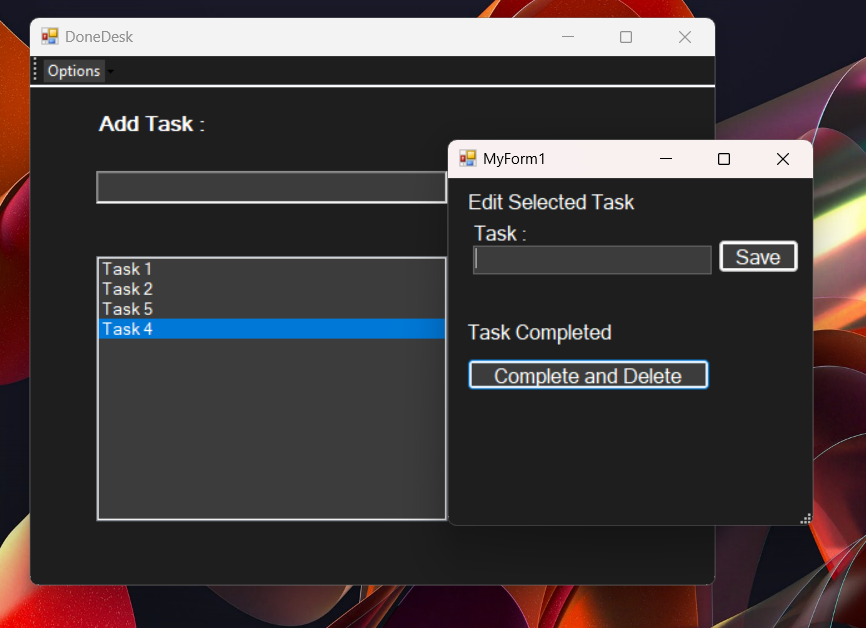 DoneDesk
Options
Add Task :
Task 1
Task 2
Task 5
Task 4
MyForm1
Edit Selected Task
Task :
Save
Task Completed
Complete and Delete